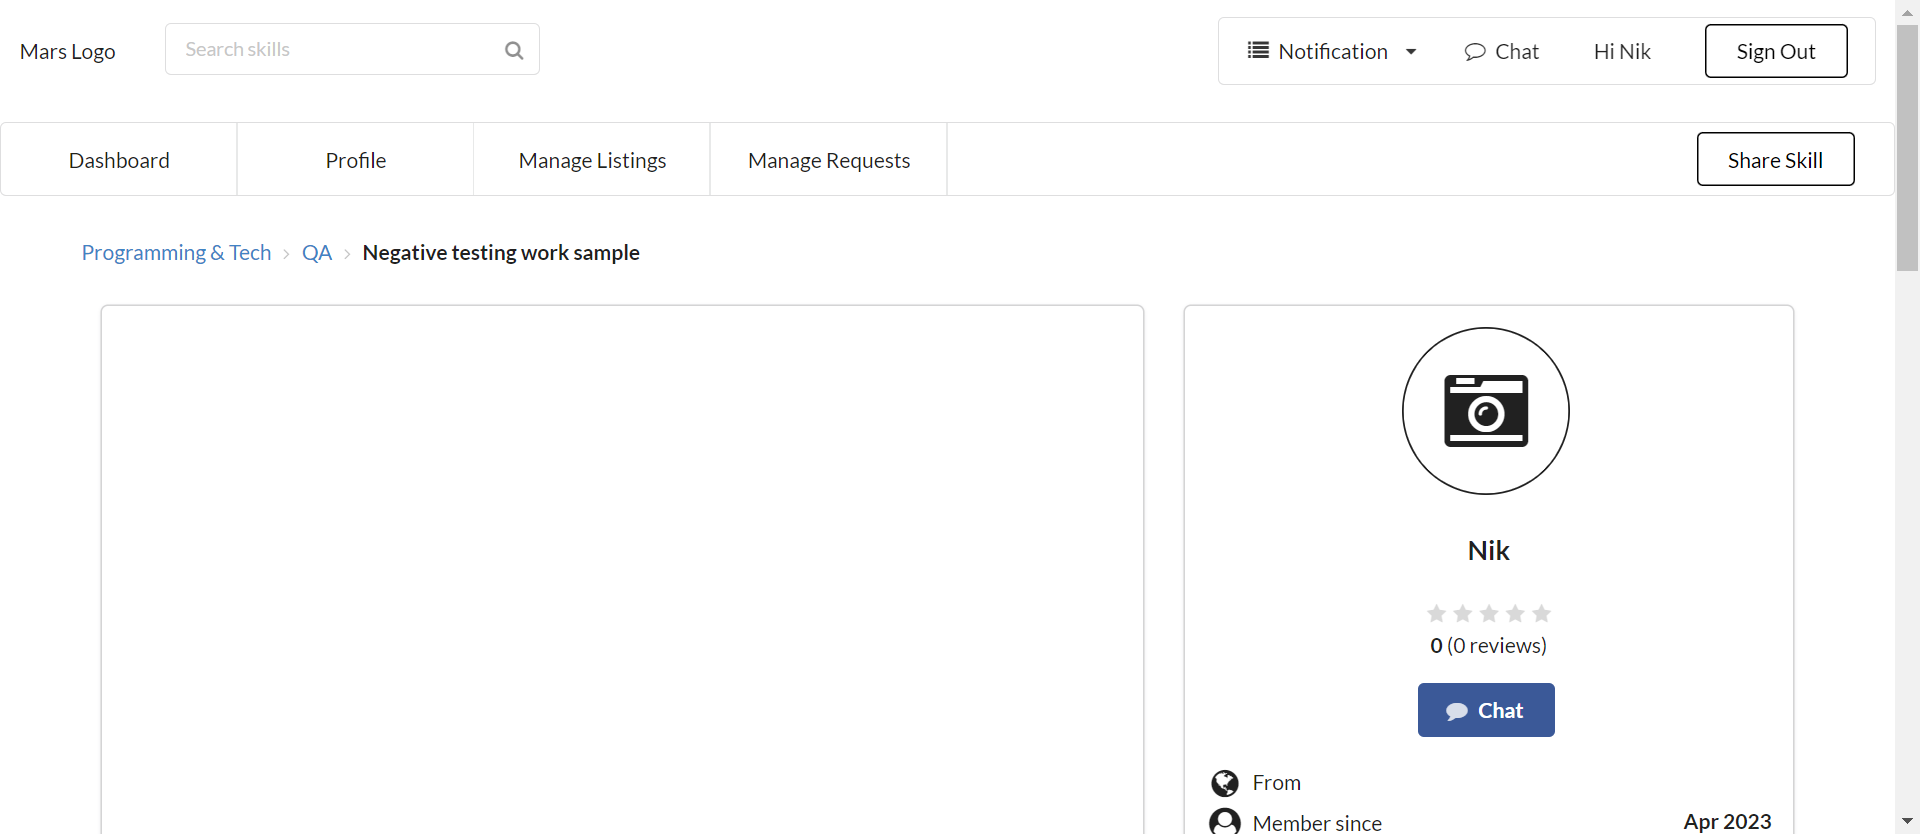 Mars Logo
Search skills
Notification
Chat
Hi Nik
Sign Out
Dashboard
Profile
Manage Listings
Manage Requests
Share Skill
Programming & Tech › QA › Negative testing work sample
Nik
0 (0 reviews)
Chat
From
Member since Apr 2023